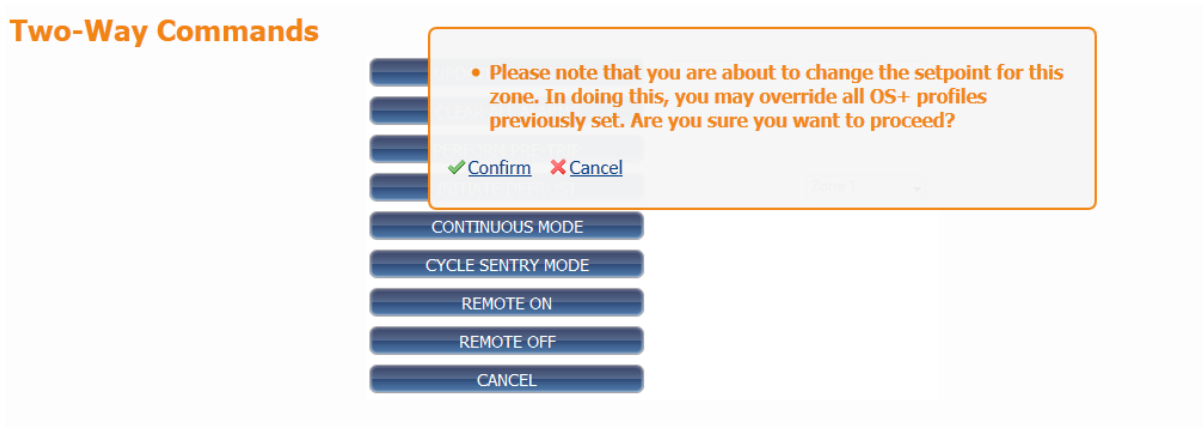 Two-Way Commands
• Please note that you are about to change the setpoint for this
zone. In doing this, you may override all OS+ profiles
previously set. Are you sure you want to proceed?
Confirm Cancel
CONTINUOUS MODE
CYCLE SENTRY MODE
REMOTE ON
REMOTE OFF
CANCEL